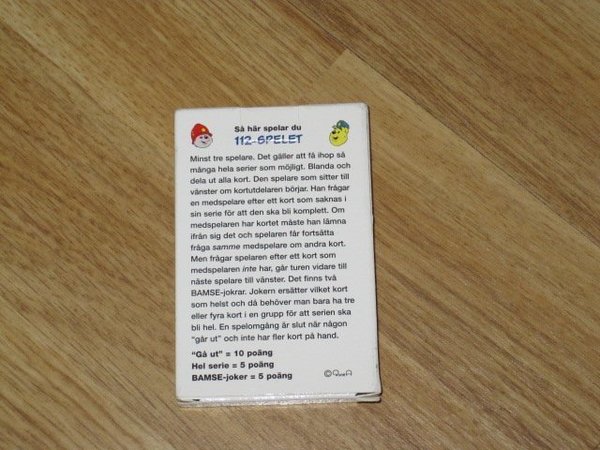 Så här spelar du
112-SPELET
Minst tre spelare. Det gäller att få ihop så
många hela serier som möjligt. Blanda och
dela ut alla kort. Den spelare som sitter till
vänster om kortutdelaren börjar. Han frågar
en medspelare efter ett kort som saknas i
sin serie för att den ska bli komplett. Om
medspelaren har kortet måste han lämna
ifrån sig det och spelaren får fortsätta
fråga samme medspelare om andra kort.
Men frågar spelaren efter ett kort som
medspelaren inte har, går turen vidare till
näste spelare till vänster. Det finns två
BAMSE-jokrar. Jokern ersätter vilket kort
som helst och då behöver man bara ha tre
eller fyra kort i en grupp för att serien ska
bli hel. En spelomgång är slut när någon
"går ut" och inte har fler kort på hand.
"Gå ut" = 10 poäng
Hel serie = 5 poäng
BAMSE-joker = 5 poäng
©